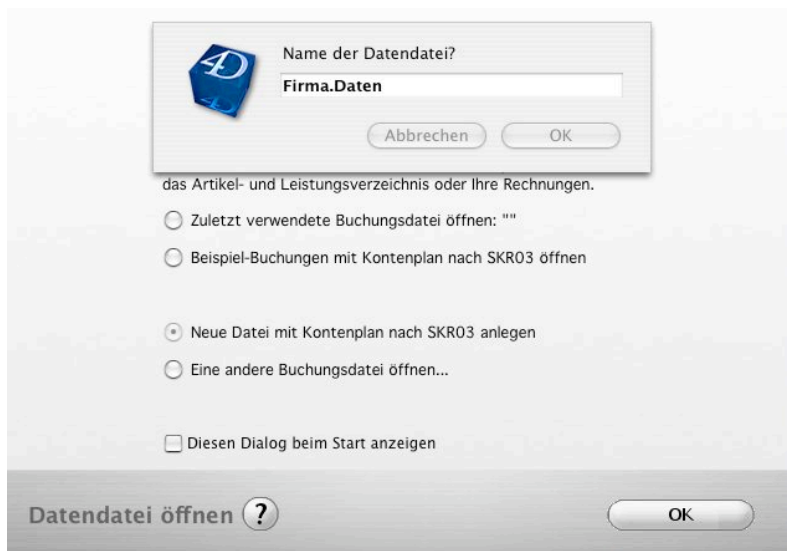 4D
Name der Datendatei?
Firma.Daten
Abbrechen
OK
das Artikel- und Leistungsverzeichnis oder Ihre Rechnungen.
Zuletzt verwendete Buchungsdatei öffnen: ""
Beispiel-Buchungen mit Kontenplan nach SKR03 öffnen
Neue Datei mit Kontenplan nach SKR03 anlegen
Eine andere Buchungsdatei öffnen...
Diesen Dialog beim Start anzeigen
Datendatei öffnen ?
OK